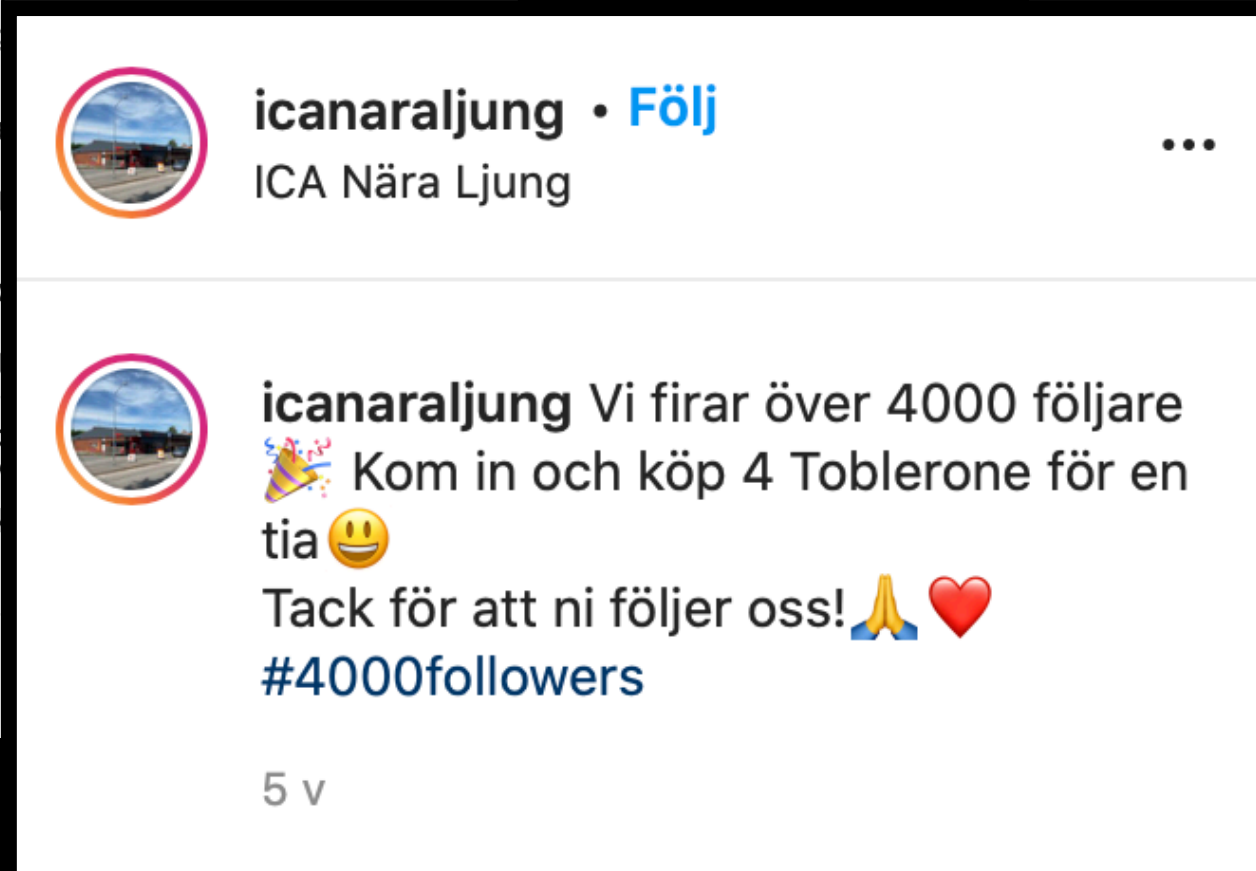 icanaraljung • Följ
ICA Nära Ljung
icanaraljung Vi firar över 4000 följare
🎉 Kom in och köp 4 Toblerone för en
tia😃
Tack för att ni följer oss!🙏❤️
#4000followers
5 v